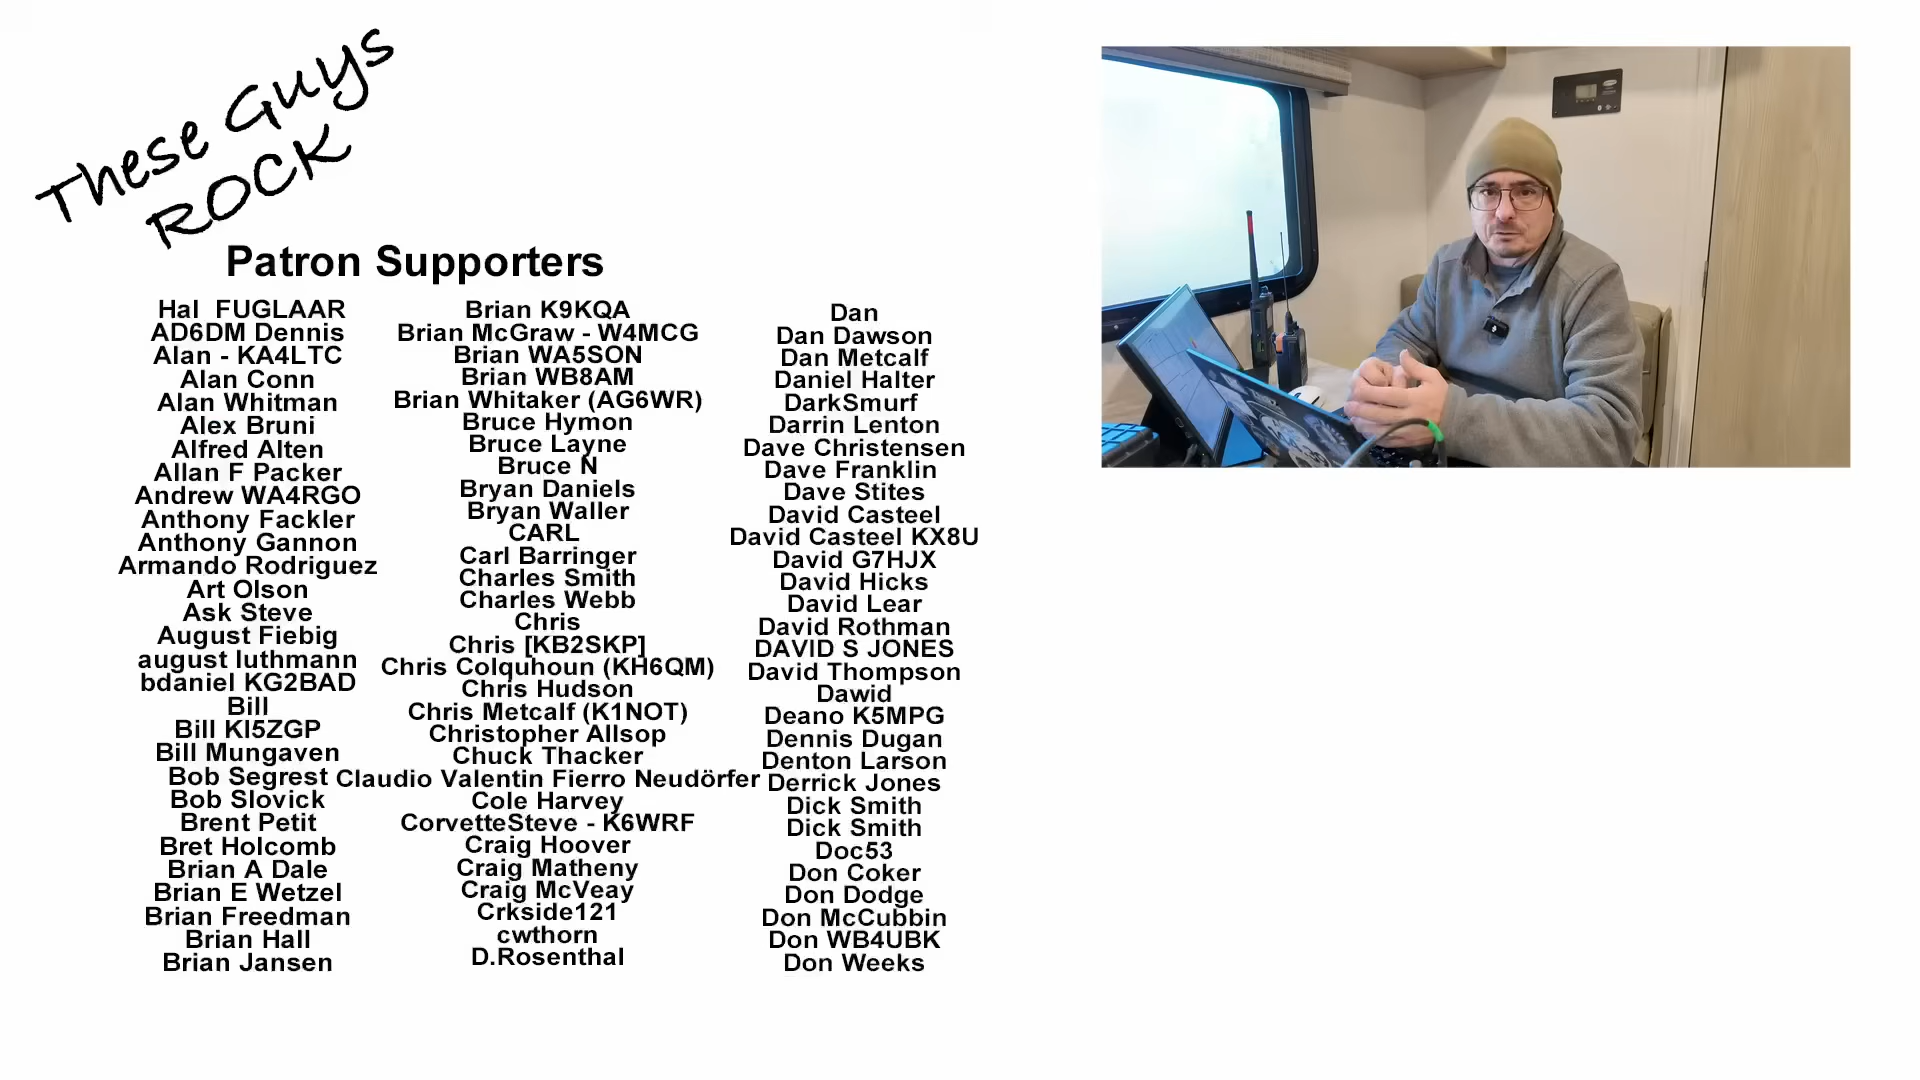 These Guys
ROCK
Patron Supporters
Hal FUGLAAR
AD6DM Dennis
Alan - KA4LTC
Alan Conn
Alan Whitman
Alex Bruni
Alfred Alten
Allan F Packer
Andrew WA4RGO
Anthony Fackler
Anthony Gannon
Armando Rodriguez
Art Olson
Ask Steve
August Fiebig
august luthmann
bdaniel KG2BAD
Bill
Bill KI5ZGP
Bill Mungaven
Bob Segrest
Bob Slovick
Brent Petit
Bret Holcomb
Brian A Dale
Brian E Wetzel
Brian Freedman
Brian Hall
Brian Jansen
Brian K9KQA
Brian McGraw - W4MCG
Brian WA5SON
Brian WB8AM
Brian Whitaker (AG6WR)
Bruce Hymon
Bruce Layne
Bruce N
Bryan Daniels
Bryan Waller
CARL
Carl Barringer
Charles Smith
Charles Webb
Chris
Chris [KB2SKP]
Chris Colquhoun (KH6QM)
Chris Hudson
Chris Metcalf (K1NOT)
Christopher Allsop
Chuck Thacker
Claudio Valentin Fierro Neudörfer
Cole Harvey
CorvetteSteve - K6WRF
Craig Hoover
Craig Matheny
Craig McVeay
Crkside121
cwthorn
D.Rosenthal
Dan
Dan Dawson
Dan Metcalf
Daniel Halter
DarkSmurf
Darrin Lenton
Dave Christensen
Dave Franklin
Dave Stites
David Casteel
David Casteel KX8U
David G7HJX
David Hicks
David Lear
David Rothman
DAVID S JONES
David Thompson
Dawid
Deano K5MPG
Dennis Dugan
Denton Larson
Derrick Jones
Dick Smith
Dick Smith
Doc53
Don Coker
Don Dodge
Don McCubbin
Don WB4UBK
Don Weeks